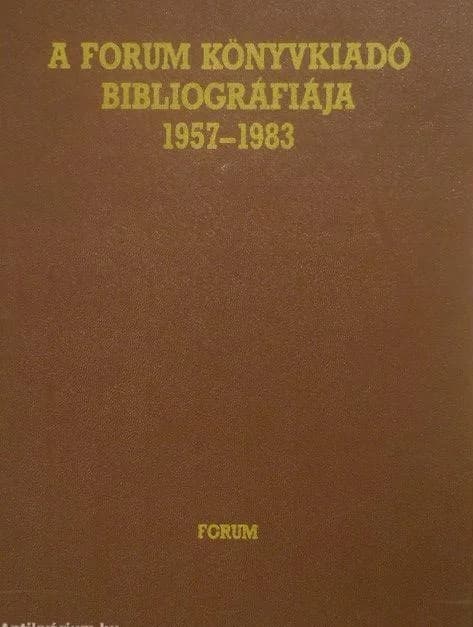 A FORUM KÖNYVKIADÓ
BIBLIOGRÁFIÁJA
1957–1983
FORUM